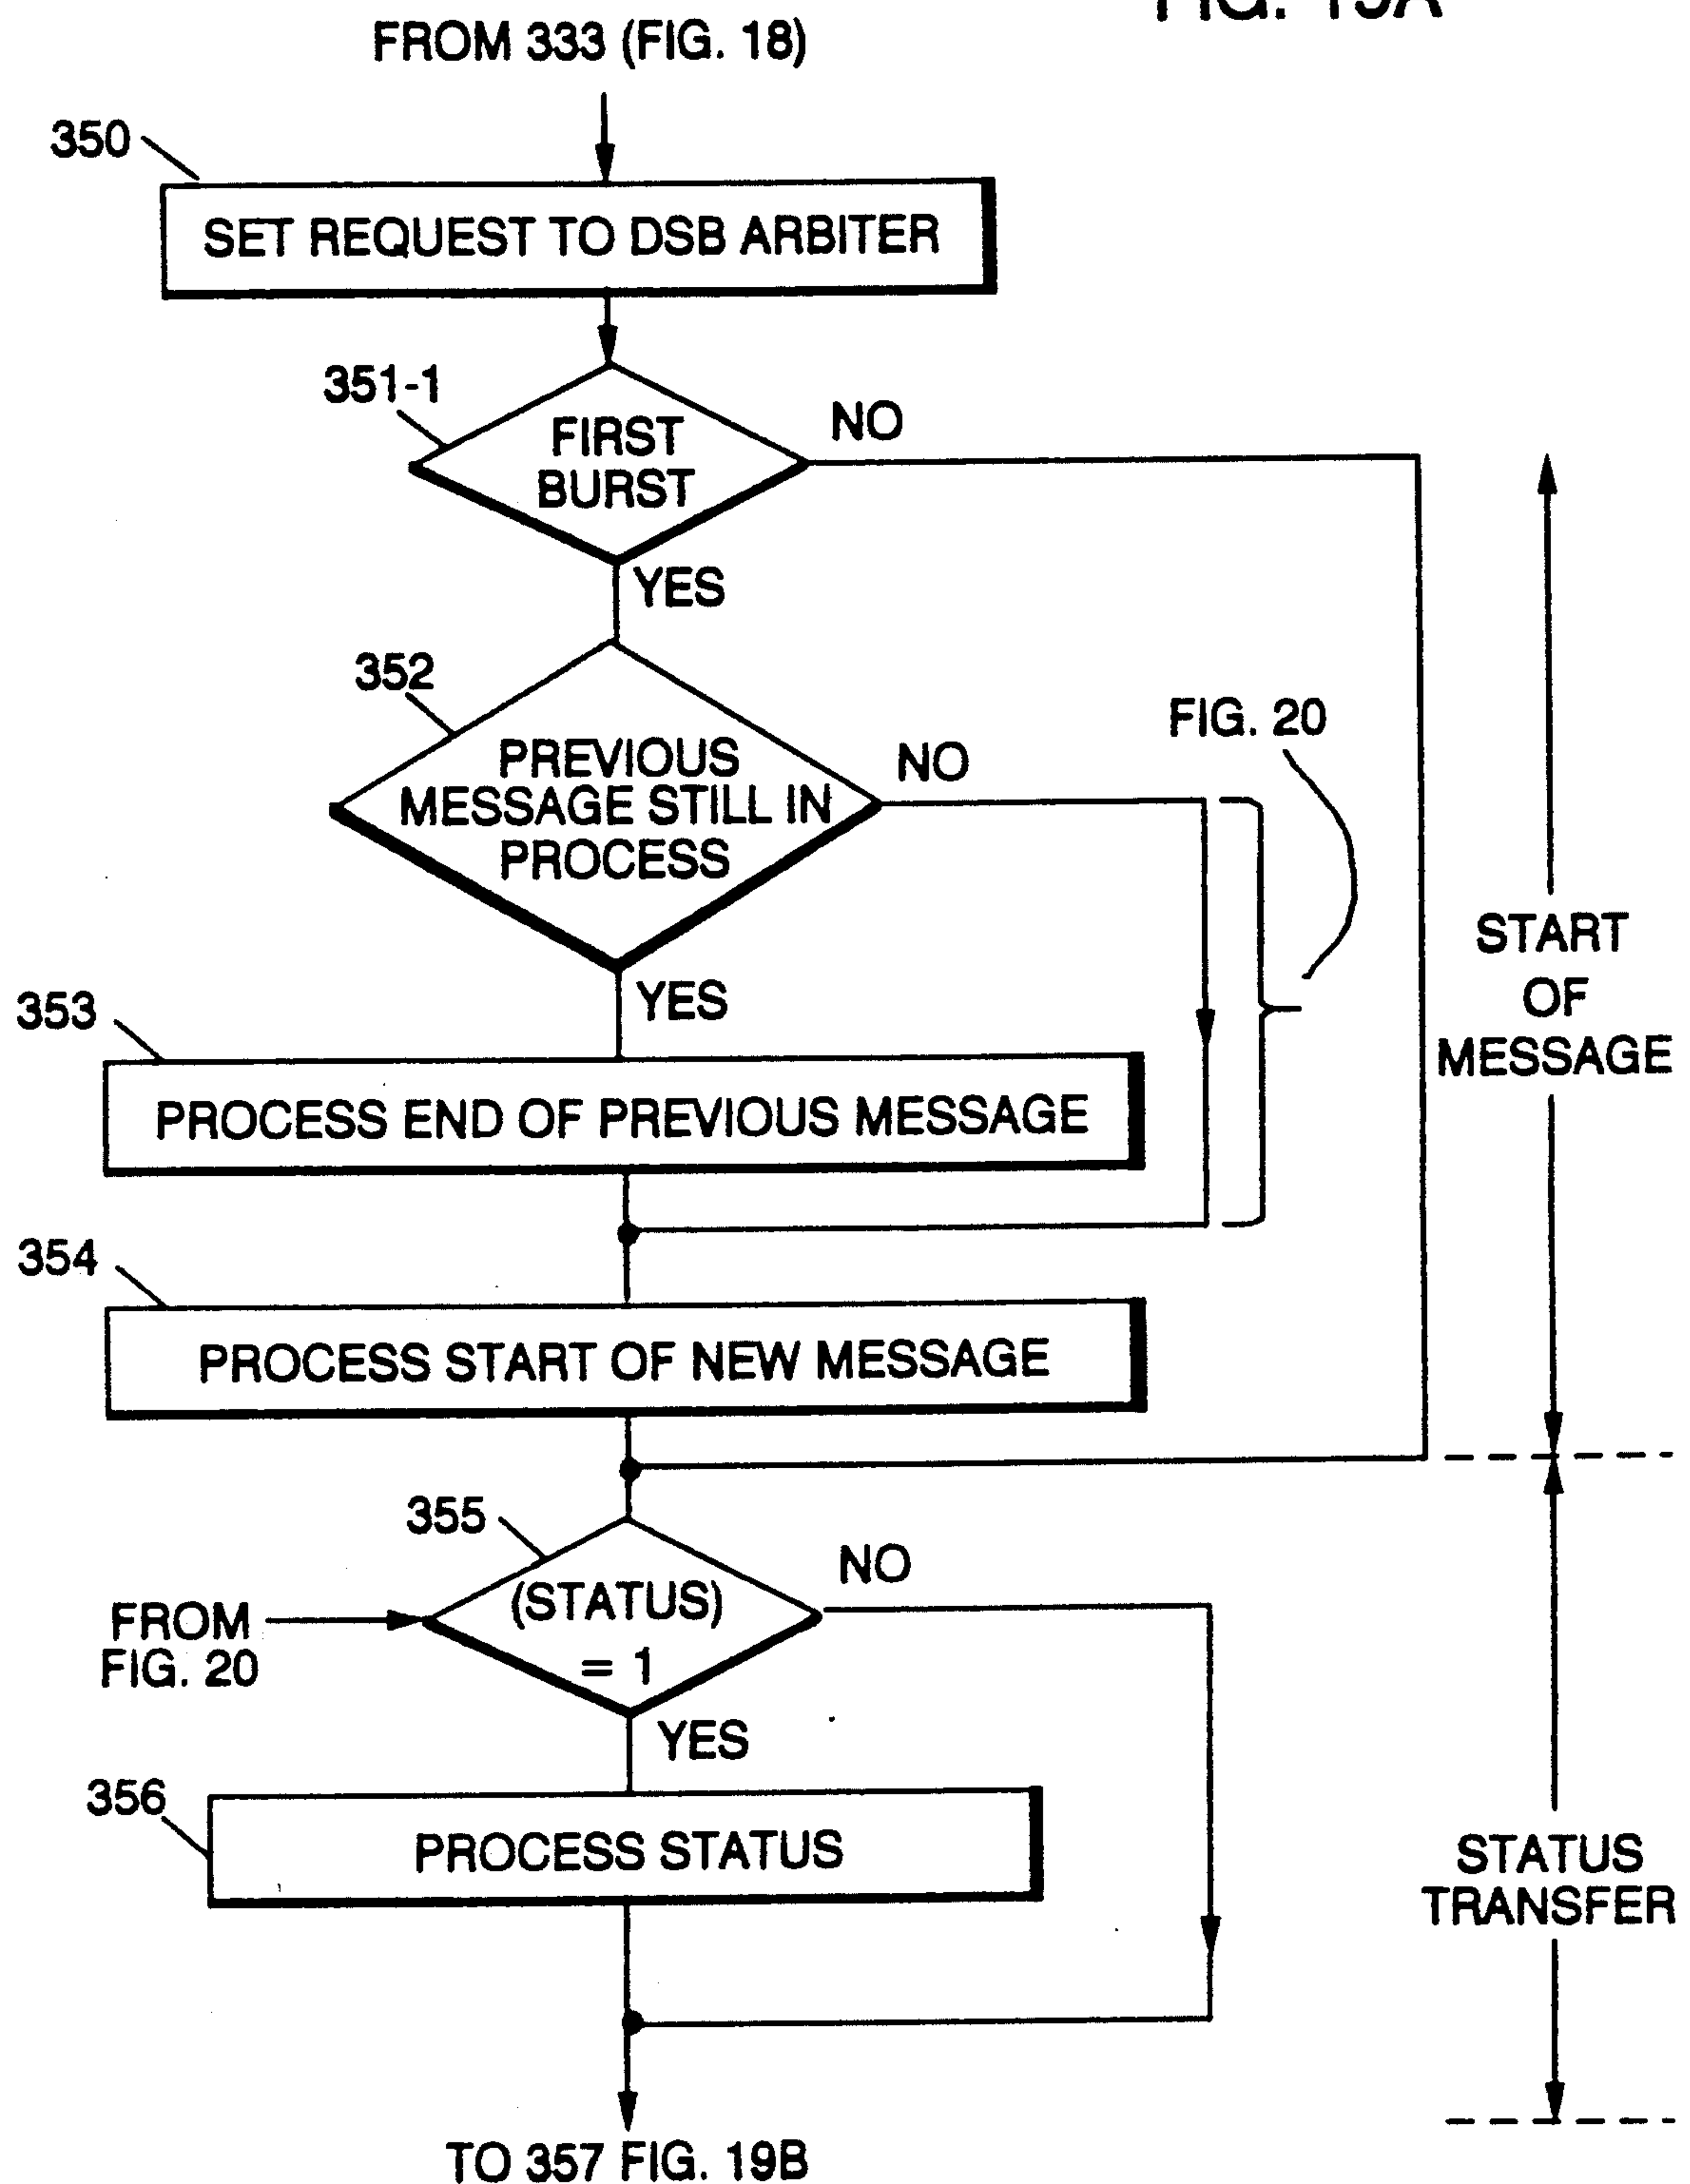 FIG. 19A
FROM 333 (FIG. 18)
350
SET REQUEST TO DSB ARBITER
351-1
FIRST
BURST
NO
YES
352
PREVIOUS
MESSAGE STILL IN
PROCESS
NO
FIG. 20
YES
START
OF
MESSAGE
353
PROCESS END OF PREVIOUS MESSAGE
354
PROCESS START OF NEW MESSAGE
355
(STATUS)
= 1
NO
FROM
FIG. 20
YES
356
PROCESS STATUS
STATUS
TRANSFER
TO 357 FIG. 19B